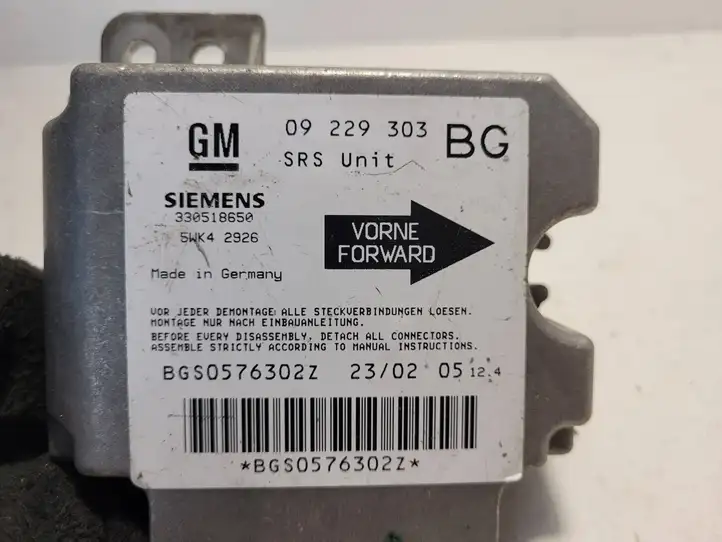 GM 09 229 303 BG
SRS Unit
SIEMENS
330518650
5WK4 2926
VORNE
FORWARD
Made in Germany
VOR JEDER DEMONTAGE: ALLE STECKVERBINDUNGEN LOESEN.
MONTAGE NUR NACH EINBAUANLEITUNG.
BEFORE EVERY DISASSEMBLY, DETACH ALL CONNECTORS.
ASSEMBLE STRICTLY ACCORDING TO MANUAL INSTRUCTIONS.
BGS0576302Z 23/02 05 12.4
*BGS0576302Z*